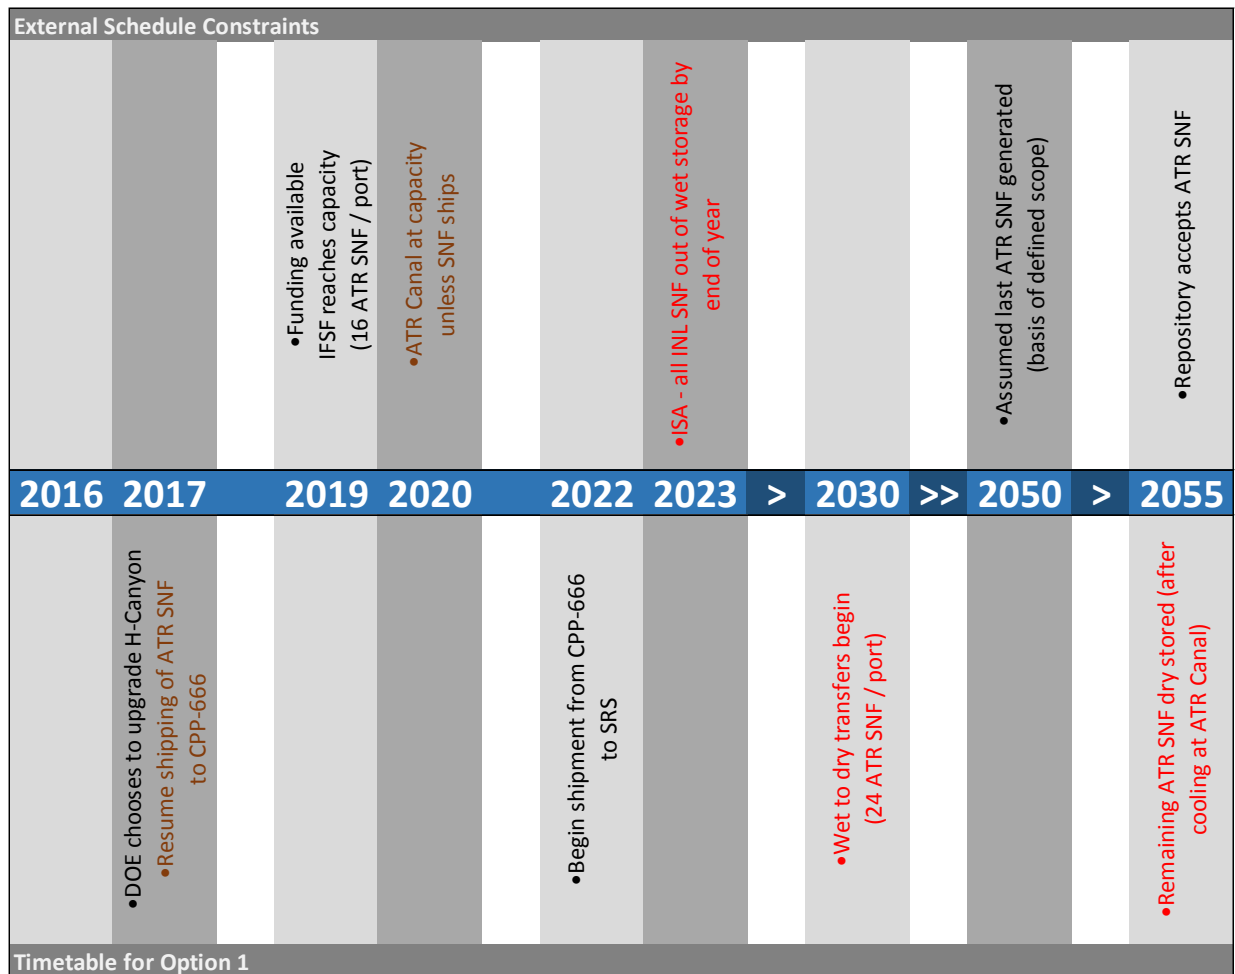 External Schedule Constraints
•Funding available
IFSF reaches capacity
(16 ATR SNF / port)
•ATR Canal at capacity
unless SNF ships
•ISA - all INL SNF out of wet storage by
end of year
•Assumed last ATR SNF generated
(basis of defined scope)
•Repository accepts ATR SNF
2016 2017 2019 2020 2022 2023 > 2030 >> 2050 > 2055
•DOE chooses to upgrade H-Canyon
•Resume shipping of ATR SNF
to CPP-666
•Begin shipment from CPP-666
to SRS
•Wet to dry transfers begin
(24 ATR SNF / port)
•Remaining ATR SNF dry stored (after
cooling at ATR Canal)
Timetable for Option 1